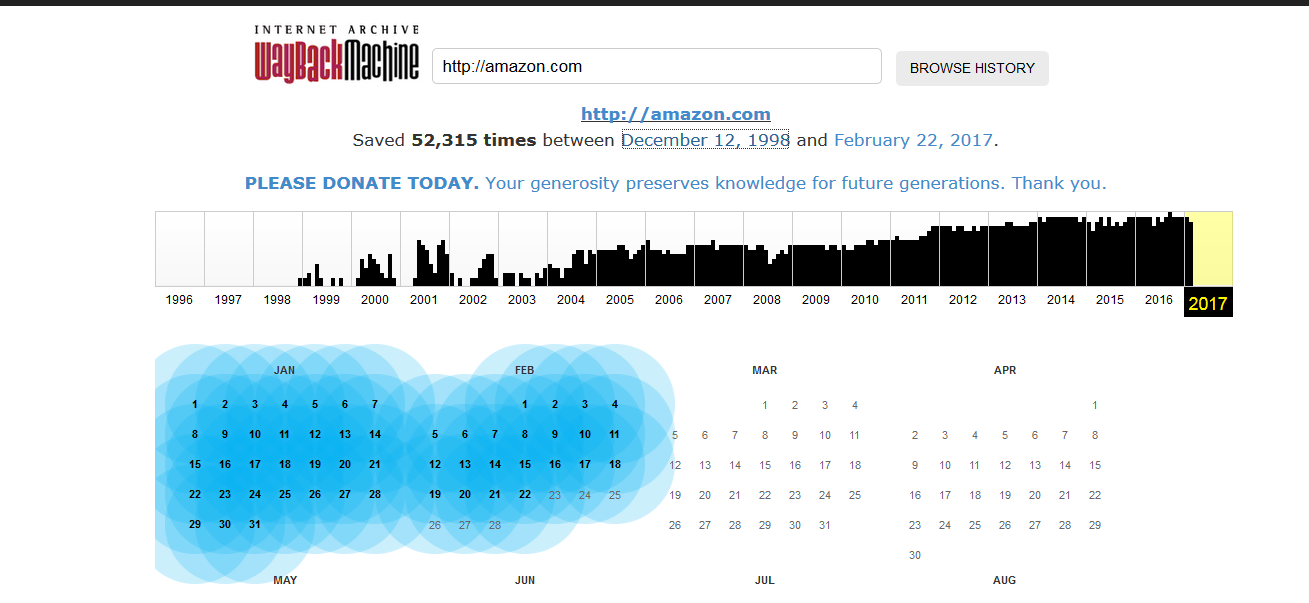 INTERNET ARCHIVE
WayBackMachine
http://amazon.com
BROWSE HISTORY
http://amazon.com
Saved 52,315 times between December 12, 1998 and February 22, 2017.
PLEASE DONATE TODAY. Your generosity preserves knowledge for future generations. Thank you.
1996 1997 1998 1999 2000 2001 2002 2003 2004 2005 2006 2007 2008 2009 2010 2011 2012 2013 2014 2015 2016 2017
JAN FEB MAR APR
1 2 3 4 5 6 7 1 2 3 4 1 2 3 4 1
8 9 10 11 12 13 14 5 6 7 8 9 10 11 5 6 7 8 9 10 11 2 3 4 5 6 7 8
15 16 17 18 19 20 21 12 13 14 15 16 17 18 12 13 14 15 16 17 18 9 10 11 12 13 14 15
22 23 24 25 26 27 28 19 20 21 22 23 24 25 19 20 21 22 23 24 25 16 17 18 19 20 21 22
29 30 31 26 27 28 26 27 28 29 30 31 23 24 25 26 27 28 29
30
MAY JUN JUL AUG